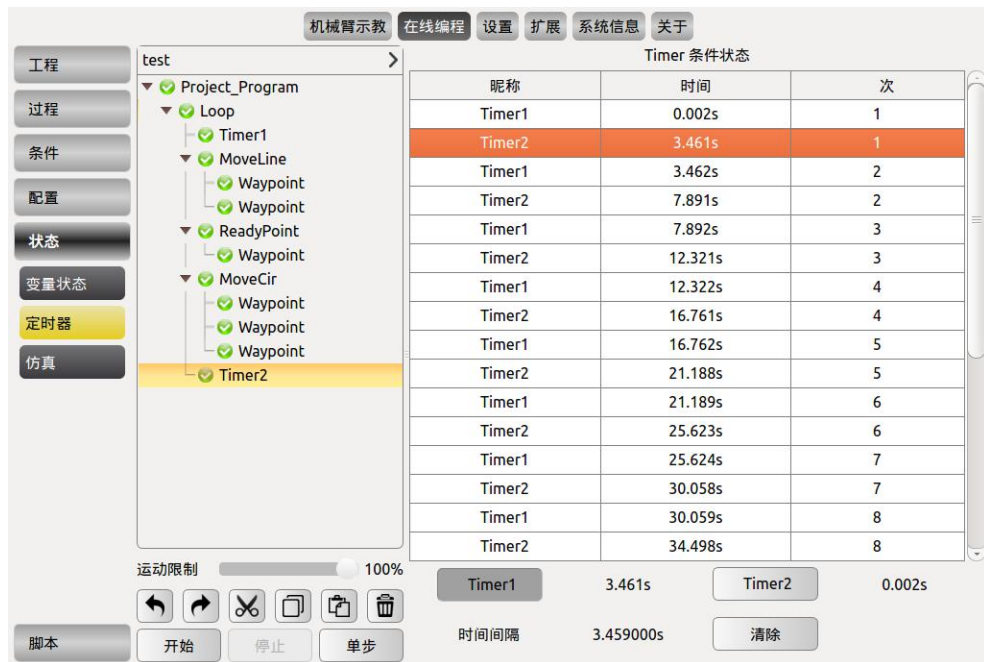 机械臂示教 在线编程 设置 扩展 系统信息 关于
工程
过程
条件
配置
状态
变量状态
定时器
仿真
脚本
test
Project_Program
Loop
Timer1
MoveLine
Waypoint
Waypoint
ReadyPoint
Waypoint
MoveCir
Waypoint
Waypoint
Waypoint
Timer2
运动限制 100%
开始 停止 单步
Timer 条件状态
昵称 时间 次
Timer1 0.002s 1
Timer2 3.461s 1
Timer1 3.462s 2
Timer2 7.891s 2
Timer1 7.892s 3
Timer2 12.321s 3
Timer1 12.322s 4
Timer2 16.761s 4
Timer1 16.762s 5
Timer2 21.188s 5
Timer1 21.189s 6
Timer2 25.623s 6
Timer1 25.624s 7
Timer2 30.058s 7
Timer1 30.059s 8
Timer2 34.498s 8
Timer1 3.461s Timer2 0.002s
时间间隔 3.459000s 清除